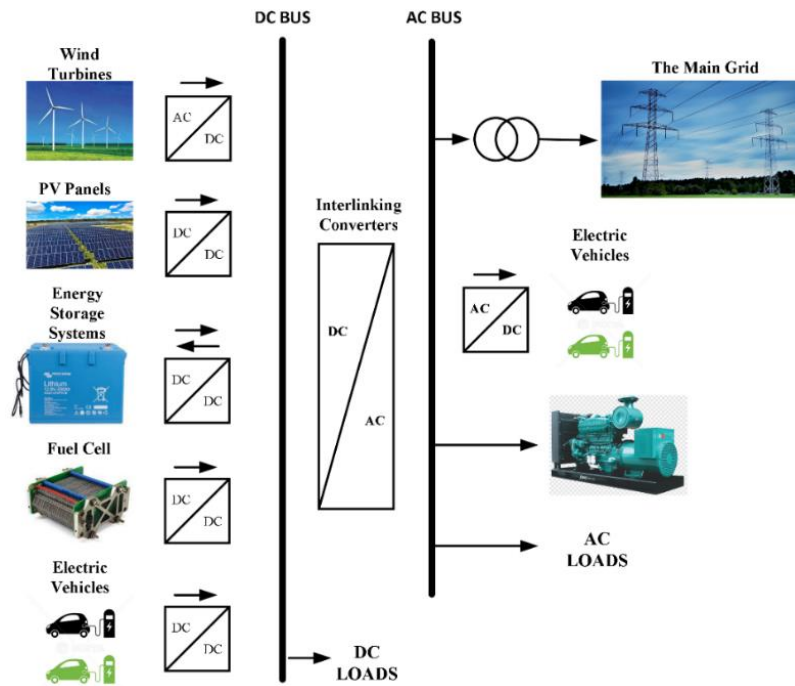 DC BUS
AC BUS
Wind
Turbines
AC
DC
The Main Grid
PV Panels
DC
DC
Interlinking
Converters
DC
AC
Electric
Vehicles
AC
DC
Energy
Storage
Systems
DC
DC
Lithium
Fuel Cell
DC
DC
AC
LOADS
Electric
Vehicles
DC
DC
DC
LOADS